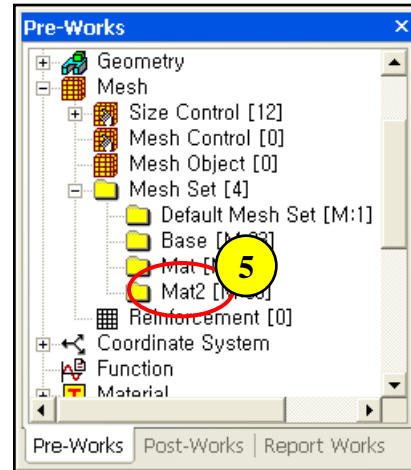 Pre-Works
Geometry
Mesh
Size Control [12]
Mesh Control [0]
Mesh Object [0]
Mesh Set [4]
Default Mesh Set [M:1]
Base
Mat
5
Mat2
Reinforcement [0]
Coordinate System
Function
Material
Pre-Works Post-Works Report Works